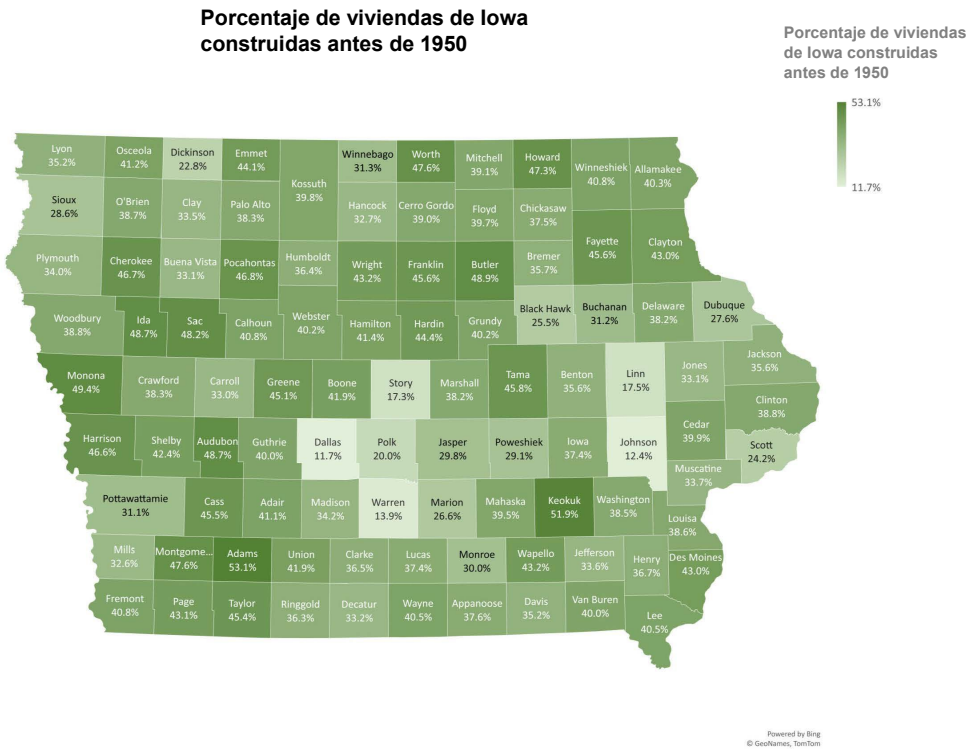 Porcentaje de viviendas de Iowa
construidas antes de 1950
Porcentaje de viviendas
de Iowa construidas
antes de 1950
53.1%
11.7%
Lyon
35.2%
Osceola
41.2%
Dickinson
22.8%
Emmet
44.1%
Kossuth
39.8%
Winnebago
31.3%
Worth
47.6%
Mitchell
39.1%
Howard
47.3%
Winneshiek
40.8%
Allamakee
40.3%
Sioux
28.6%
O'Brien
38.7%
Clay
33.5%
Palo Alto
38.3%
Hancock
32.7%
Cerro Gordo
39.0%
Floyd
39.7%
Chickasaw
37.5%
Plymouth
34.0%
Cherokee
46.7%
Buena Vista
33.1%
Pocahontas
46.8%
Humboldt
36.4%
Wright
43.2%
Franklin
45.6%
Butler
48.9%
Bremer
35.7%
Fayette
45.6%
Clayton
43.0%
Woodbury
38.8%
Ida
48.7%
Sac
48.2%
Calhoun
40.8%
Webster
40.2%
Hamilton
41.4%
Hardin
44.4%
Grundy
40.2%
Black Hawk
25.5%
Buchanan
31.2%
Delaware
38.2%
Dubuque
27.6%
Monona
49.4%
Crawford
38.3%
Carroll
33.0%
Greene
45.1%
Boone
41.9%
Story
17.3%
Marshall
38.2%
Tama
45.8%
Benton
35.6%
Linn
17.5%
Jones
33.1%
Jackson
35.6%
Clinton
38.8%
Harrison
46.6%
Shelby
42.4%
Audubon
48.7%
Guthrie
40.0%
Dallas
11.7%
Polk
20.0%
Jasper
29.8%
Poweshiek
29.1%
Iowa
37.4%
Johnson
12.4%
Cedar
39.9%
Scott
24.2%
Muscatine
33.7%
Pottawattamie
31.1%
Cass
45.5%
Adair
41.1%
Madison
34.2%
Warren
13.9%
Marion
26.6%
Mahaska
39.5%
Keokuk
51.9%
Washington
38.5%
Louisa
38.6%
Mills
32.6%
Montgome...
47.6%
Adams
53.1%
Union
41.9%
Clarke
36.5%
Lucas
37.4%
Monroe
30.0%
Wapello
43.2%
Jefferson
33.6%
Henry
36.7%
Des Moines
43.0%
Fremont
40.8%
Page
43.1%
Taylor
45.4%
Ringgold
36.3%
Decatur
33.2%
Wayne
40.5%
Appanoose
37.6%
Davis
35.2%
Van Buren
40.0%
Lee
40.5%
Powered by Bing
© GeoNames, TomTom